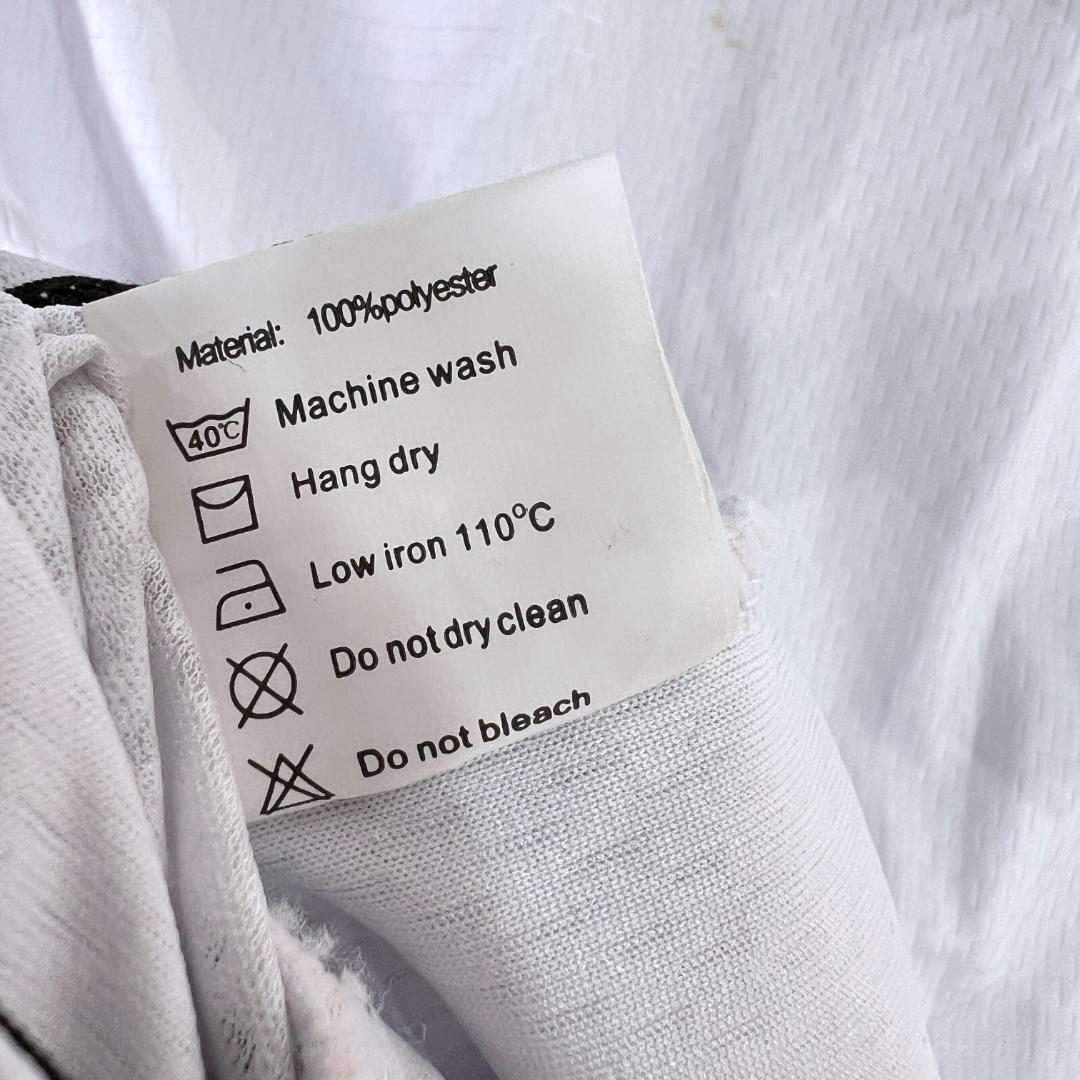 Material: 100%polyester
40℃ Machine wash
Hang dry
Low iron 110°C
Do not dry clean
Do not bleach